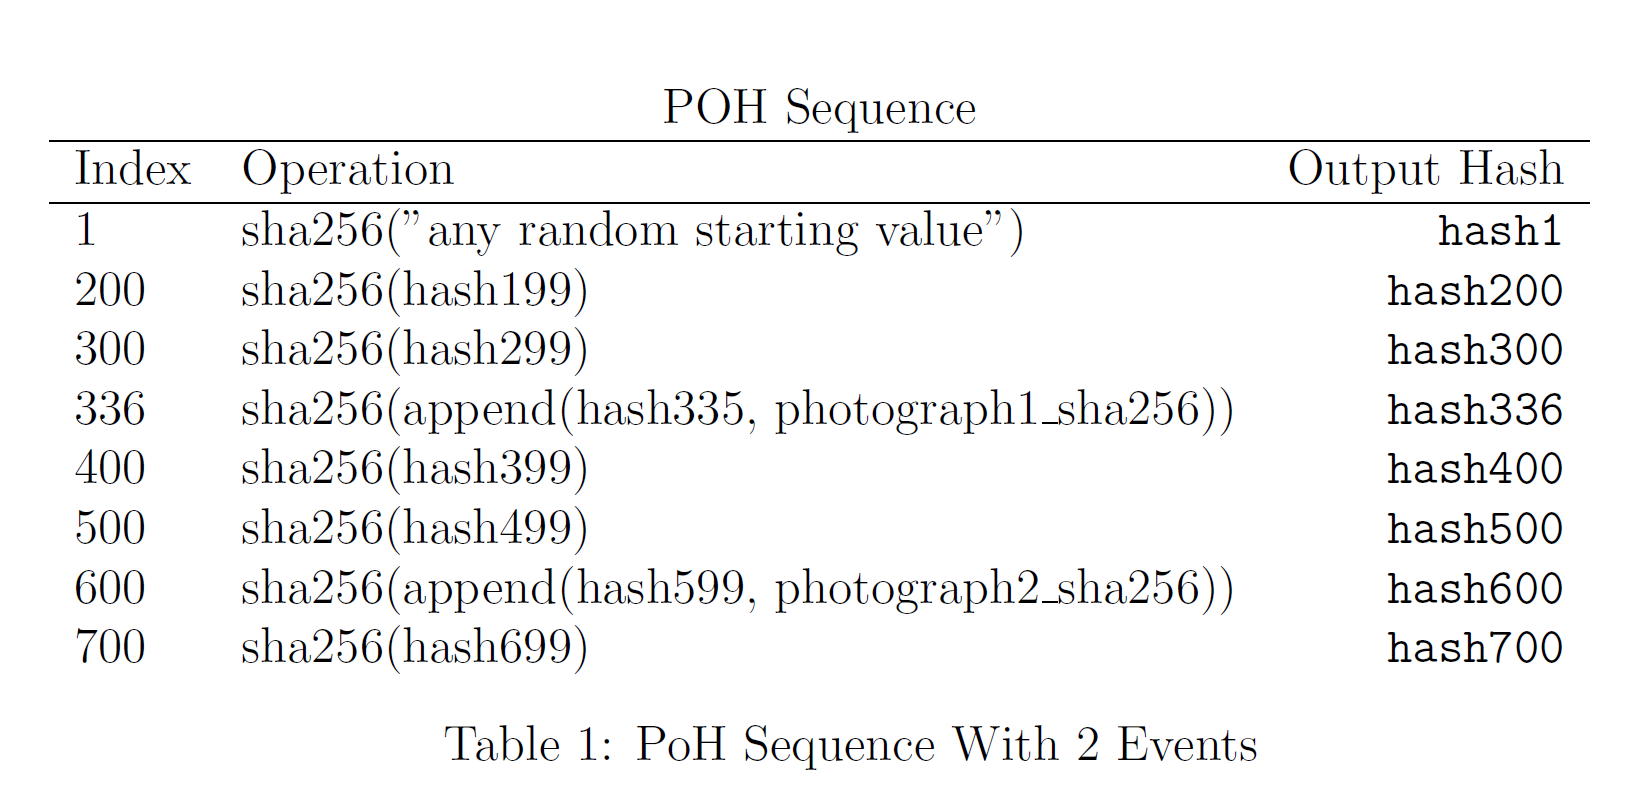 POH Sequence
Index Operation Output Hash
1 sha256(”any random starting value”) hash1
200 sha256(hash199) hash200
300 sha256(hash299) hash300
336 sha256(append(hash335, photograph1_sha256)) hash336
400 sha256(hash399) hash400
500 sha256(hash499) hash500
600 sha256(append(hash599, photograph2_sha256)) hash600
700 sha256(hash699) hash700
Table 1: PoH Sequence With 2 Events